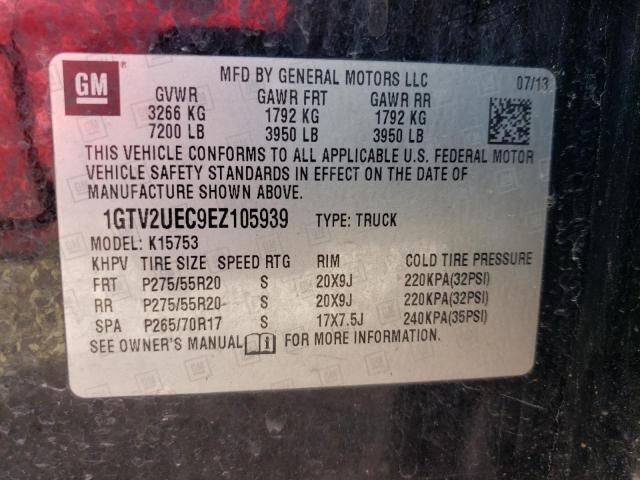 GM
MFD BY GENERAL MOTORS LLC 07/13
GVWR GAWR FRT GAWR RR
3266 KG 1792 KG 1792 KG
7200 LB 3950 LB 3950 LB
THIS VEHICLE CONFORMS TO ALL APPLICABLE U.S. FEDERAL MOTOR
VEHICLE SAFETY STANDARDS IN EFFECT ON THE DATE OF
MANUFACTURE SHOWN ABOVE.
1GTV2UEC9EZ105939 TYPE: TRUCK
MODEL: K15753
KHPV TIRE SIZE SPEED RTG RIM COLD TIRE PRESSURE
FRT P275/55R20 S 20X9J 220KPA(32PSI)
RR P275/55R20 S 20X9J 220KPA(32PSI)
SPA P265/70R17 S 17X7.5J 240KPA(35PSI)
SEE OWNER'S MANUAL FOR MORE INFORMATION.